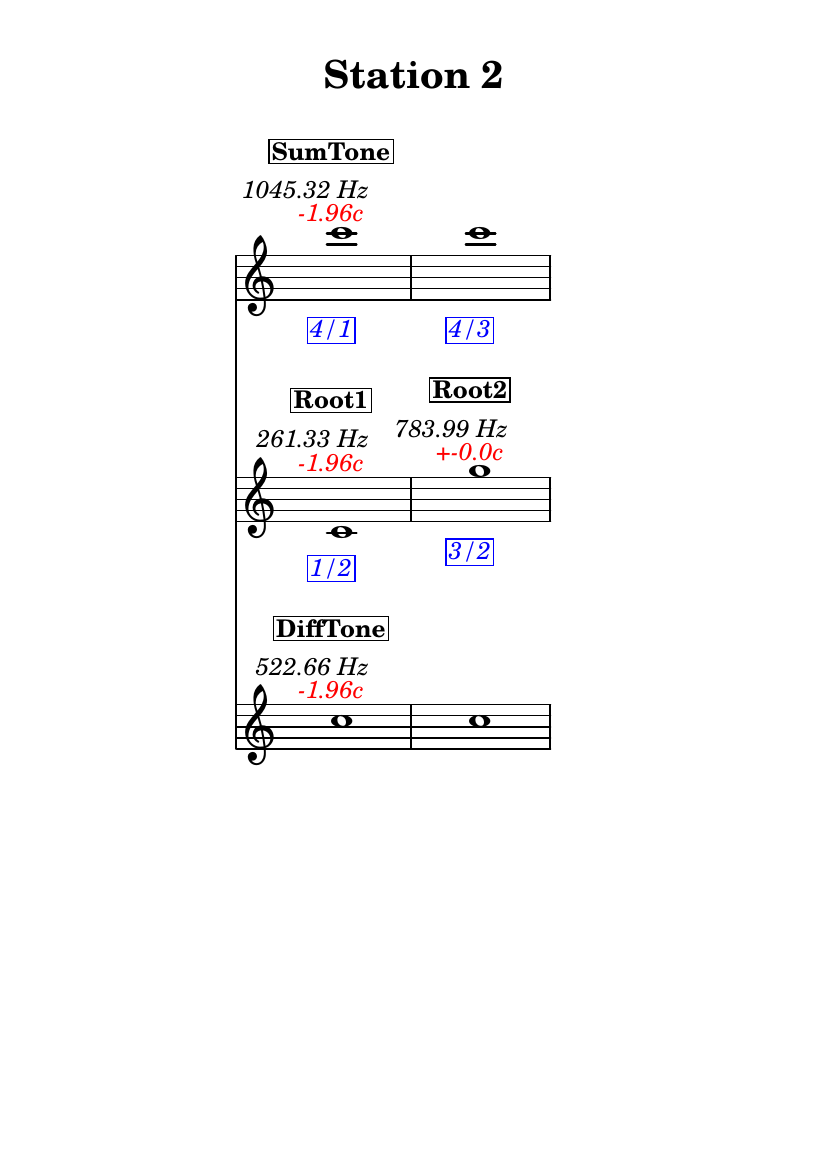 Station 2
SumTone
1045.32 Hz
-1.96c
4/1 4/3
Root1 Root2
261.33 Hz 783.99 Hz
-1.96c +-0.0c
1/2 3/2
DiffTone
522.66 Hz
-1.96c